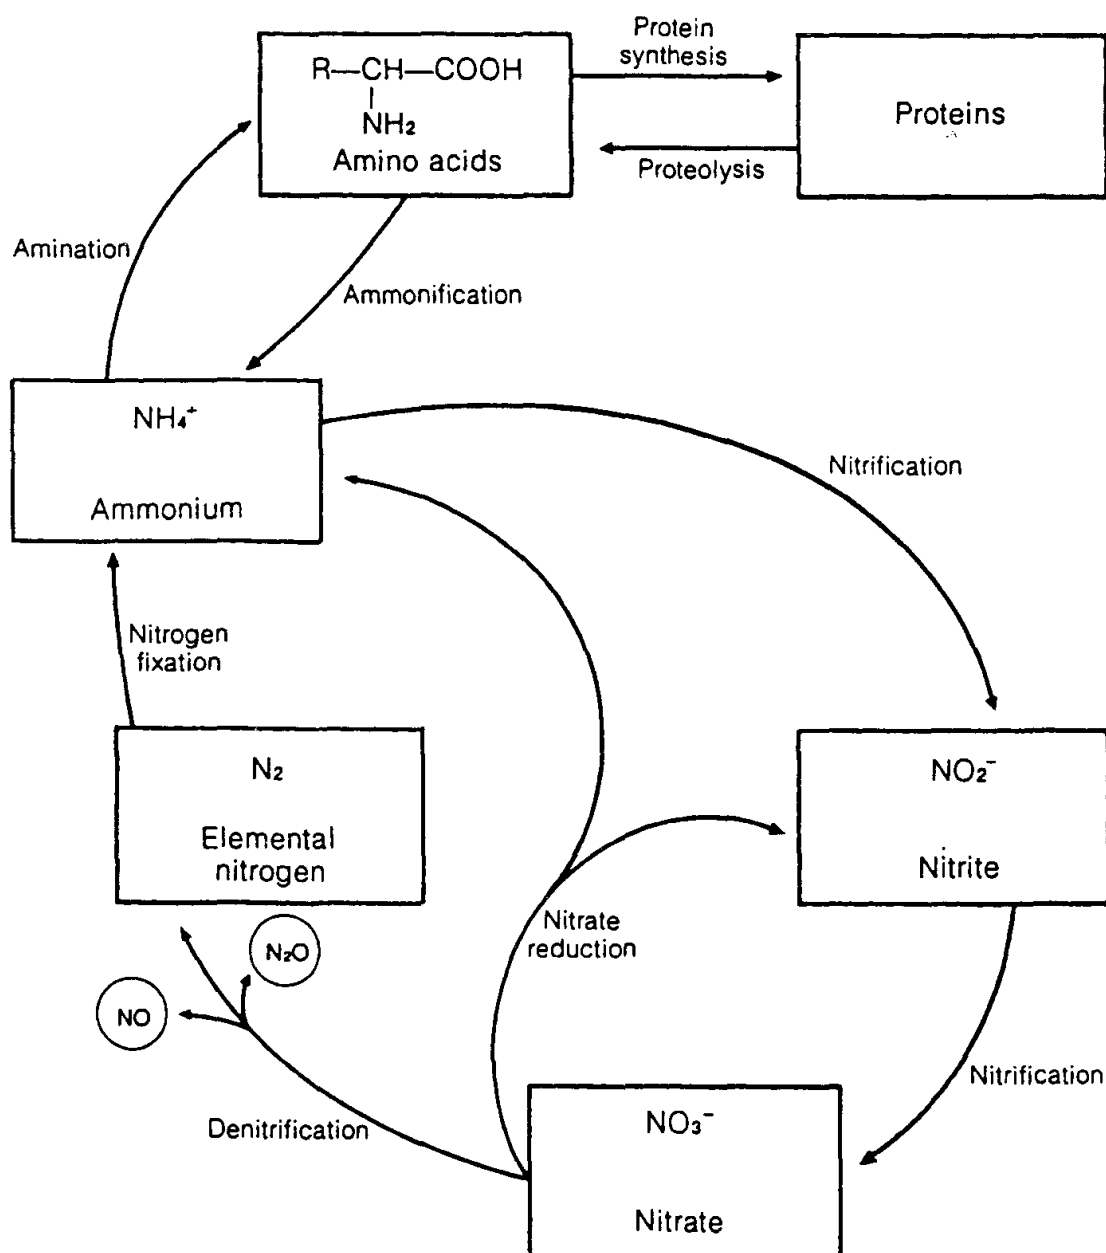 Protein
synthesis
R—CH—COOH
NH₂
Amino acids
Proteins
Proteolysis
Amination
Ammonification
NH₄⁺
Ammonium
Nitrification
Nitrogen
fixation
N₂
Elemental
nitrogen
NO₂⁻
Nitrite
Nitrate
reduction
N₂O
NO
Nitrification
Denitrification
NO₃⁻
Nitrate